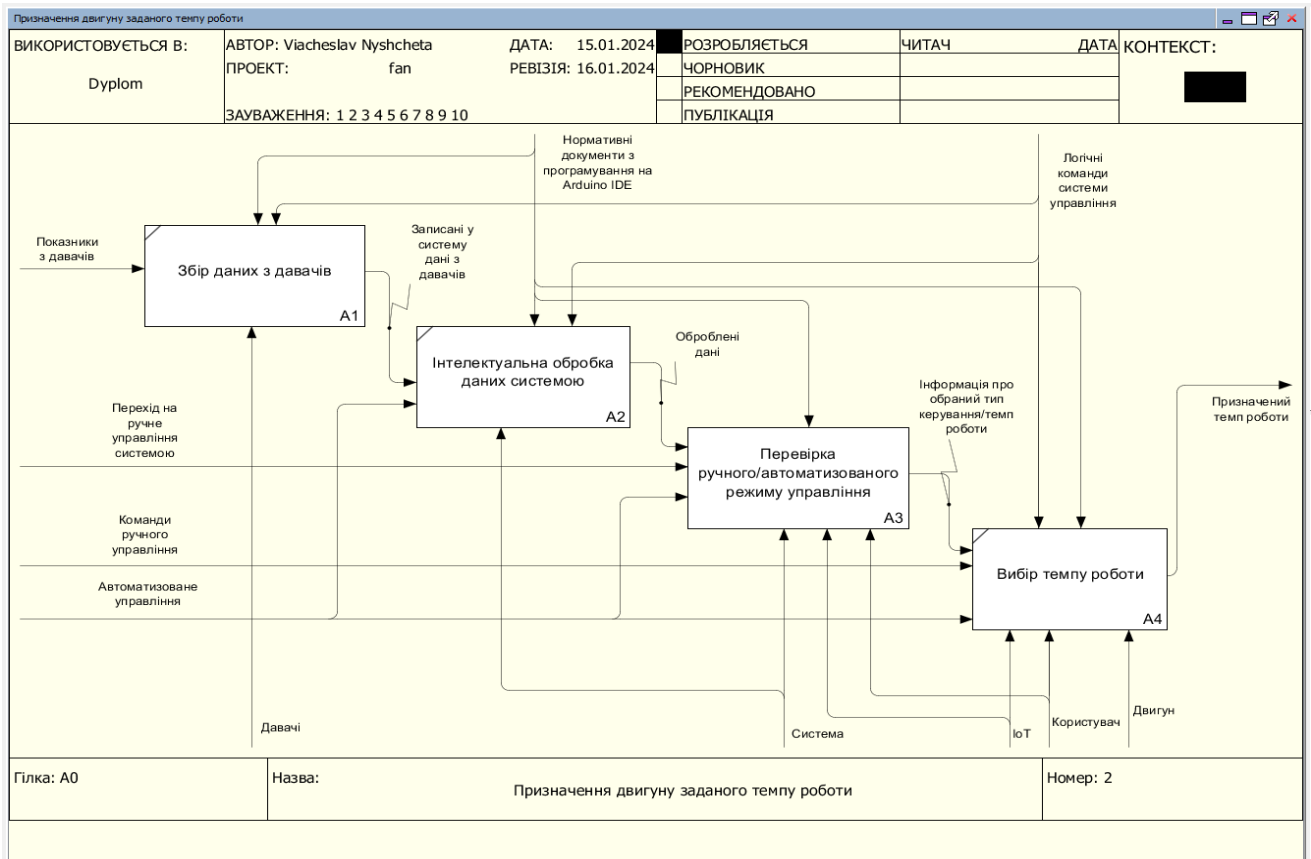 Призначення двигуну заданого темпу роботи
ВИКОРИСТОВУЄТЬСЯ В:
Dyplom
АВТОР: Viacheslav Nyshcheta
ДАТА: 15.01.2024
ПРОЕКТ: fan
РЕВІЗІЯ: 16.01.2024
ЗАУВАЖЕННЯ: 1 2 3 4 5 6 7 8 9 10
РОЗРОБЛЯЄТЬСЯ
ЧОРНОВИК
РЕКОМЕНДОВАНО
ПУБЛІКАЦІЯ
ЧИТАЧ
ДАТА
КОНТЕКСТ:
Нормативні
документи з
програмування на
Arduino IDE
Логічні
команди
системи
управління
Показники
з давачів
Збір даних з давачів
A1
Записані у
систему
дані з
давачів
Інтелектуальна обробка
даних системою
A2
Оброблені
дані
Перехід на
ручне
управління
системою
Перевірка
ручного/автоматизованого
режиму управління
A3
Інформація про
обраний тип
керування/темп
роботи
Призначений
темп роботи
Команди
ручного
управління
Автоматизоване
управління
Вибір темпу роботи
A4
Давачі
Система
IoT
Користувач
Двигун
Гілка: A0
Назва:
Призначення двигуну заданого темпу роботи
Номер: 2